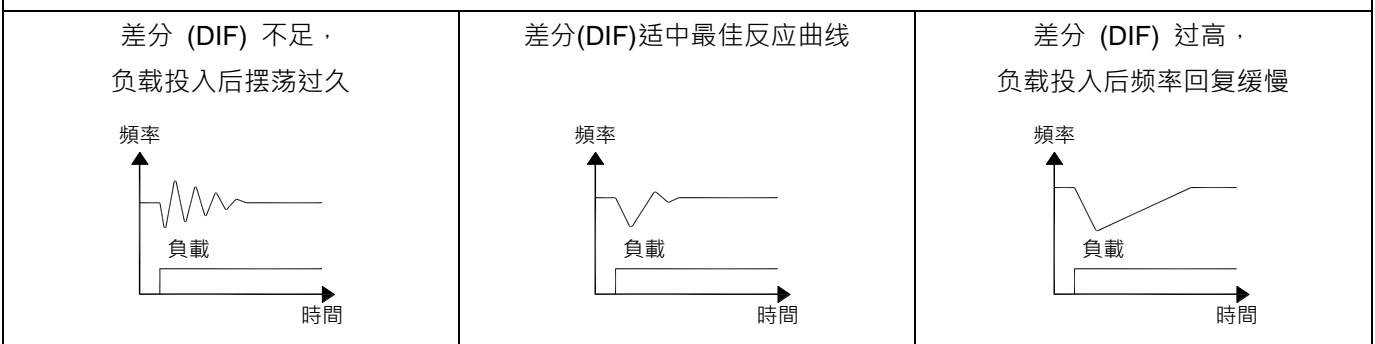 差分 (DIF) 不足，
负载投入后摆荡过久
頻率
負載
時間
差分(DIF)适中最佳反应曲线
頻率
負載
時間
差分 (DIF) 过高，
负载投入后频率回复缓慢
頻率
負載
時間